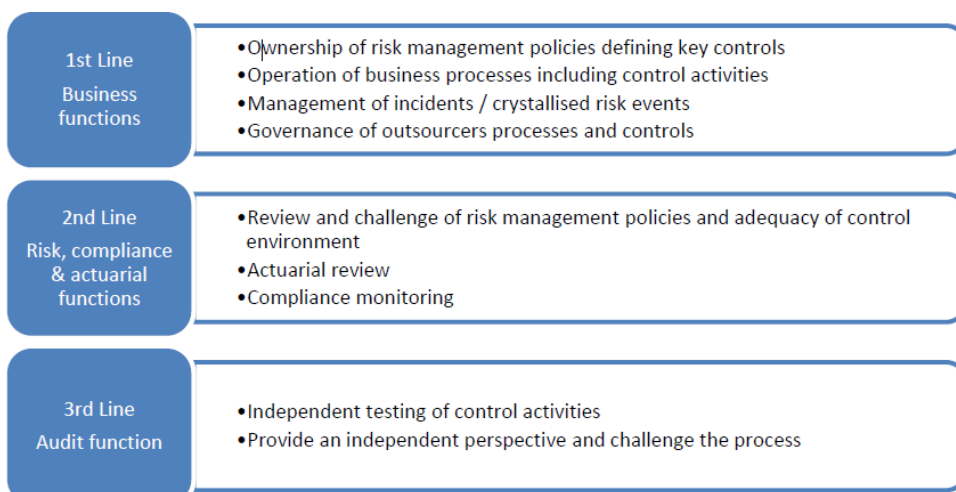 1st Line
Business
functions
•Ownership of risk management policies defining key controls
•Operation of business processes including control activities
•Management of incidents / crystallised risk events
•Governance of outsourcers processes and controls
2nd Line
Risk, compliance
& actuarial
functions
•Review and challenge of risk management policies and adequacy of control
environment
•Actuarial review
•Compliance monitoring
3rd Line
Audit function
•Independent testing of control activities
•Provide an independent perspective and challenge the process